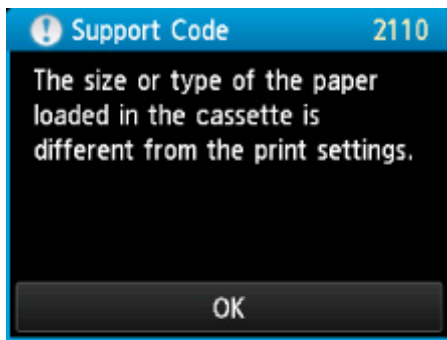 Support Code 2110
The size or type of the paper
loaded in the cassette is
different from the print settings.
OK